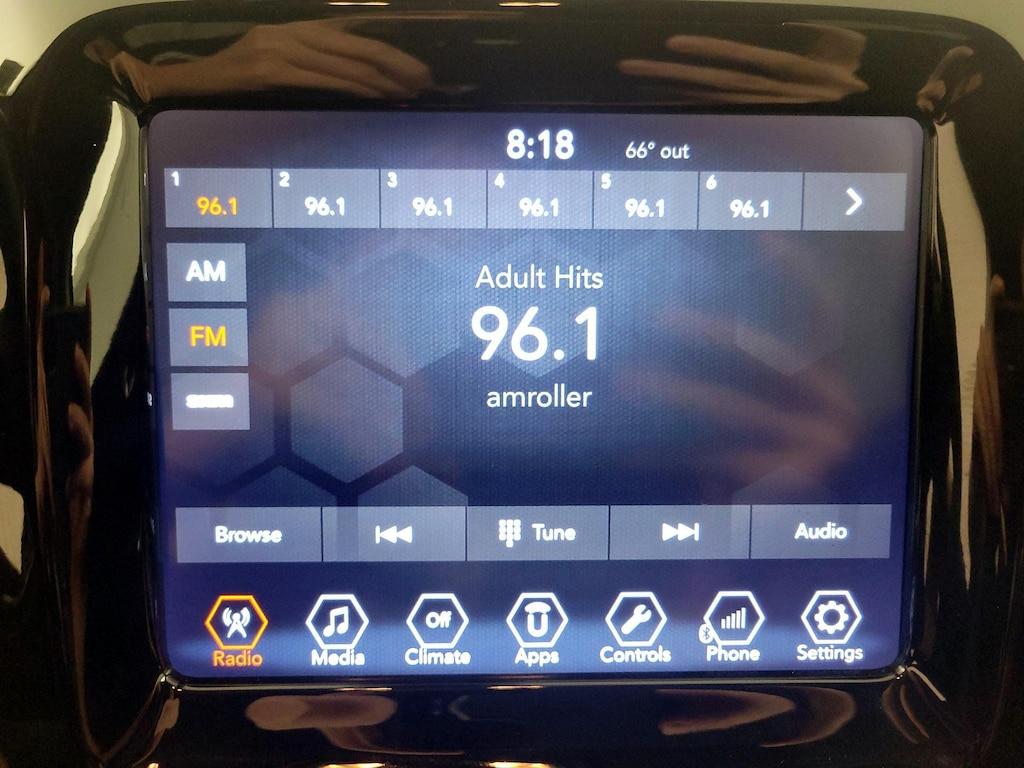 8:18 66° out
1 2 3 4 5 6
96.1 96.1 96.1 96.1 96.1 96.1
AM
FM
Adult Hits
96.1
amroller
Browse Tune Audio
Off
Radio Media Climate Apps Controls Phone Settings